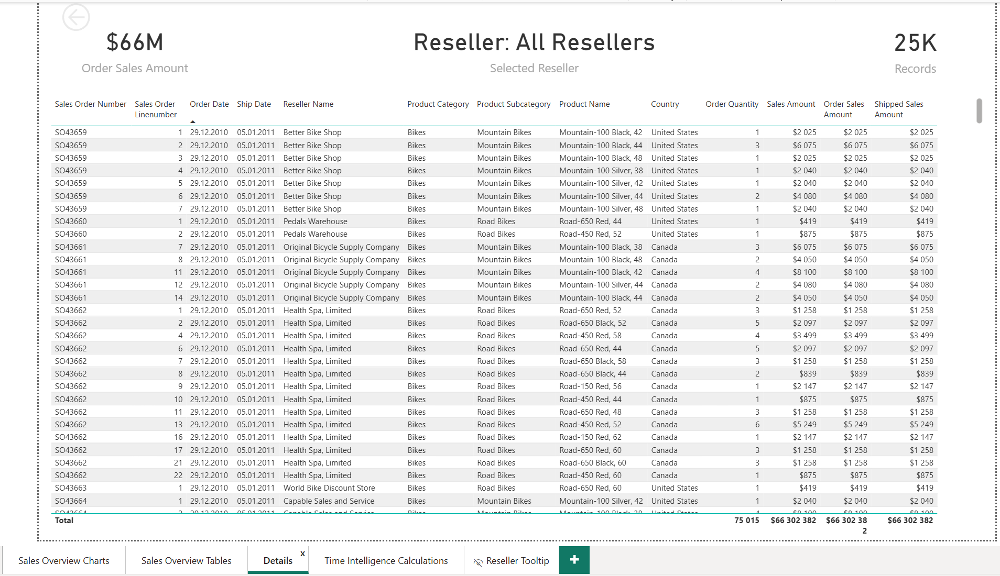 $66M
Order Sales Amount
Reseller: All Resellers
Selected Reseller
25K
Records
Sales Order Number Sales Order Linenumber Order Date Ship Date Reseller Name Product Category Product Subcategory Product Name Country Order Quantity Sales Amount Order Sales Amount Shipped Sales Amount
SO43659 1 29.12.2010 05.01.2011 Better Bike Shop Bikes Mountain Bikes Mountain-100 Black, 42 United States 1 $2 025 $2 025 $2 025
SO43659 2 29.12.2010 05.01.2011 Better Bike Shop Bikes Mountain Bikes Mountain-100 Black, 44 United States 3 $6 075 $6 075 $6 075
SO43659 3 29.12.2010 05.01.2011 Better Bike Shop Bikes Mountain Bikes Mountain-100 Black, 48 United States 1 $2 025 $2 025 $2 025
SO43659 4 29.12.2010 05.01.2011 Better Bike Shop Bikes Mountain Bikes Mountain-100 Silver, 38 United States 1 $2 040 $2 040 $2 040
SO43659 5 29.12.2010 05.01.2011 Better Bike Shop Bikes Mountain Bikes Mountain-100 Silver, 42 United States 1 $2 040 $2 040 $2 040
SO43659 6 29.12.2010 05.01.2011 Better Bike Shop Bikes Mountain Bikes Mountain-100 Silver, 44 United States 2 $4 080 $4 080 $4 080
SO43659 7 29.12.2010 05.01.2011 Better Bike Shop Bikes Mountain Bikes Mountain-100 Silver, 48 United States 1 $2 040 $2 040 $2 040
SO43660 1 29.12.2010 05.01.2011 Pedals Warehouse Bikes Road Bikes Road-650 Red, 44 United States 1 $419 $419 $419
SO43660 2 29.12.2010 05.01.2011 Pedals Warehouse Bikes Road Bikes Road-450 Red, 52 United States 1 $875 $875 $875
SO43661 7 29.12.2010 05.01.2011 Original Bicycle Supply Company Bikes Mountain Bikes Mountain-100 Black, 38 Canada 3 $6 075 $6 075 $6 075
SO43661 8 29.12.2010 05.01.2011 Original Bicycle Supply Company Bikes Mountain Bikes Mountain-100 Black, 48 Canada 2 $4 050 $4 050 $4 050
SO43661 11 29.12.2010 05.01.2011 Original Bicycle Supply Company Bikes Mountain Bikes Mountain-100 Black, 42 Canada 4 $8 100 $8 100 $8 100
SO43661 12 29.12.2010 05.01.2011 Original Bicycle Supply Company Bikes Mountain Bikes Mountain-100 Silver, 44 Canada 2 $4 080 $4 080 $4 080
SO43661 14 29.12.2010 05.01.2011 Original Bicycle Supply Company Bikes Mountain Bikes Mountain-100 Black, 44 Canada 2 $4 050 $4 050 $4 050
SO43662 1 29.12.2010 05.01.2011 Health Spa, Limited Bikes Road Bikes Road-650 Red, 52 Canada 3 $1 258 $1 258 $1 258
SO43662 2 29.12.2010 05.01.2011 Health Spa, Limited Bikes Road Bikes Road-650 Black, 52 Canada 5 $2 097 $2 097 $2 097
SO43662 4 29.12.2010 05.01.2011 Health Spa, Limited Bikes Road Bikes Road-450 Red, 58 Canada 4 $3 499 $3 499 $3 499
SO43662 6 29.12.2010 05.01.2011 Health Spa, Limited Bikes Road Bikes Road-650 Red, 44 Canada 5 $2 097 $2 097 $2 097
SO43662 7 29.12.2010 05.01.2011 Health Spa, Limited Bikes Road Bikes Road-650 Black, 58 Canada 3 $1 258 $1 258 $1 258
SO43662 8 29.12.2010 05.01.2011 Health Spa, Limited Bikes Road Bikes Road-650 Black, 44 Canada 2 $839 $839 $839
SO43662 9 29.12.2010 05.01.2011 Health Spa, Limited Bikes Road Bikes Road-150 Red, 56 Canada 1 $2 147 $2 147 $2 147
SO43662 10 29.12.2010 05.01.2011 Health Spa, Limited Bikes Road Bikes Road-450 Red, 44 Canada 1 $875 $875 $875
SO43662 11 29.12.2010 05.01.2011 Health Spa, Limited Bikes Road Bikes Road-650 Red, 48 Canada 3 $1 258 $1 258 $1 258
SO43662 13 29.12.2010 05.01.2011 Health Spa, Limited Bikes Road Bikes Road-450 Red, 52 Canada 6 $5 249 $5 249 $5 249
SO43662 16 29.12.2010 05.01.2011 Health Spa, Limited Bikes Road Bikes Road-150 Red, 62 Canada 1 $2 147 $2 147 $2 147
SO43662 17 29.12.2010 05.01.2011 Health Spa, Limited Bikes Road Bikes Road-650 Red, 60 Canada 3 $1 258 $1 258 $1 258
SO43662 21 29.12.2010 05.01.2011 Health Spa, Limited Bikes Road Bikes Road-650 Black, 60 Canada 3 $1 258 $1 258 $1 258
SO43662 22 29.12.2010 05.01.2011 Health Spa, Limited Bikes Road Bikes Road-450 Red, 60 Canada 1 $875 $875 $875
SO43663 1 29.12.2010 05.01.2011 World Bike Discount Store Bikes Road Bikes Road-650 Red, 60 United States 1 $419 $419 $419
SO43664 1 29.12.2010 05.01.2011 Capable Sales and Service Bikes Mountain Bikes Mountain-100 Silver, 42 United States 1 $2 040 $2 040 $2 040
Total 75 015 $66 302 382 $66 302 382 $66 302 382
Sales Overview Charts Sales Overview Tables Details x Time Intelligence Calculations Reseller Tooltip +